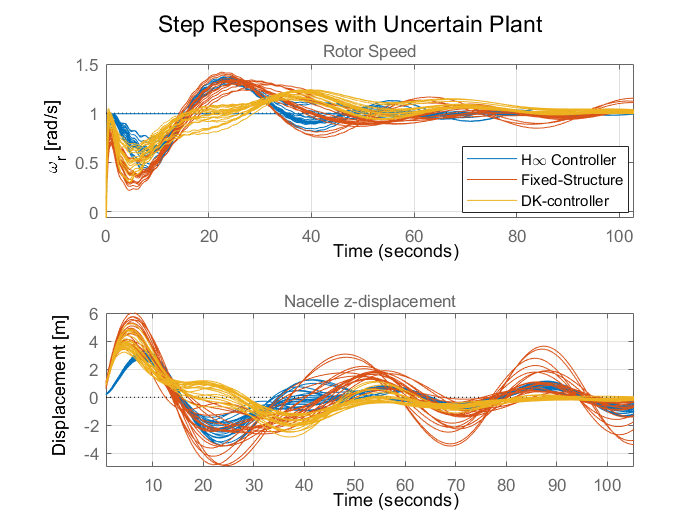 Step Responses with Uncertain Plant
Rotor Speed
1.5
1
0.5
0
ω_r [rad/s]
H∞ Controller
Fixed-Structure
DK-controller
0 20 40 60 80 100
Time (seconds)
Nacelle z-displacement
6
4
2
0
-2
-4
Displacement [m]
10 20 30 40 50 60 70 80 90 100
Time (seconds)